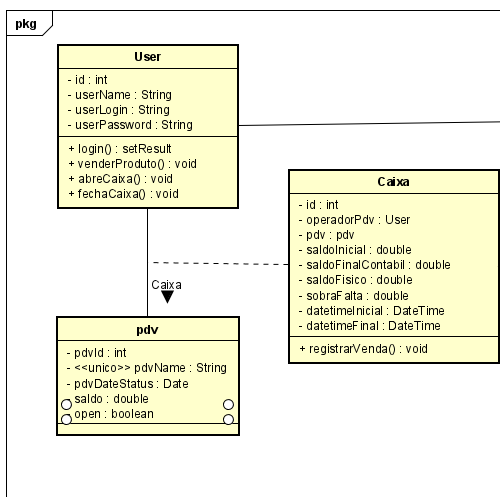 pkg
User
- id : int
- userName : String
- userLogin : String
- userPassword : String
+ login() : setResult
+ venderProduto() : void
+ abreCaixa() : void
+ fechaCaixa() : void
Caixa
- id : int
- operadorPdv : User
- pdv : pdv
- saldoInicial : double
- saldoFinalContabil : double
- saldoFisico : double
- sobraFalta : double
- datetimeInicial : DateTime
- datetimeFinal : DateTime
+ registrarVenda() : void
Caixa
pdv
- pdvId : int
- <<unico>> pdvName : String
- pdvDateStatus : Date
saldo : double
open : boolean